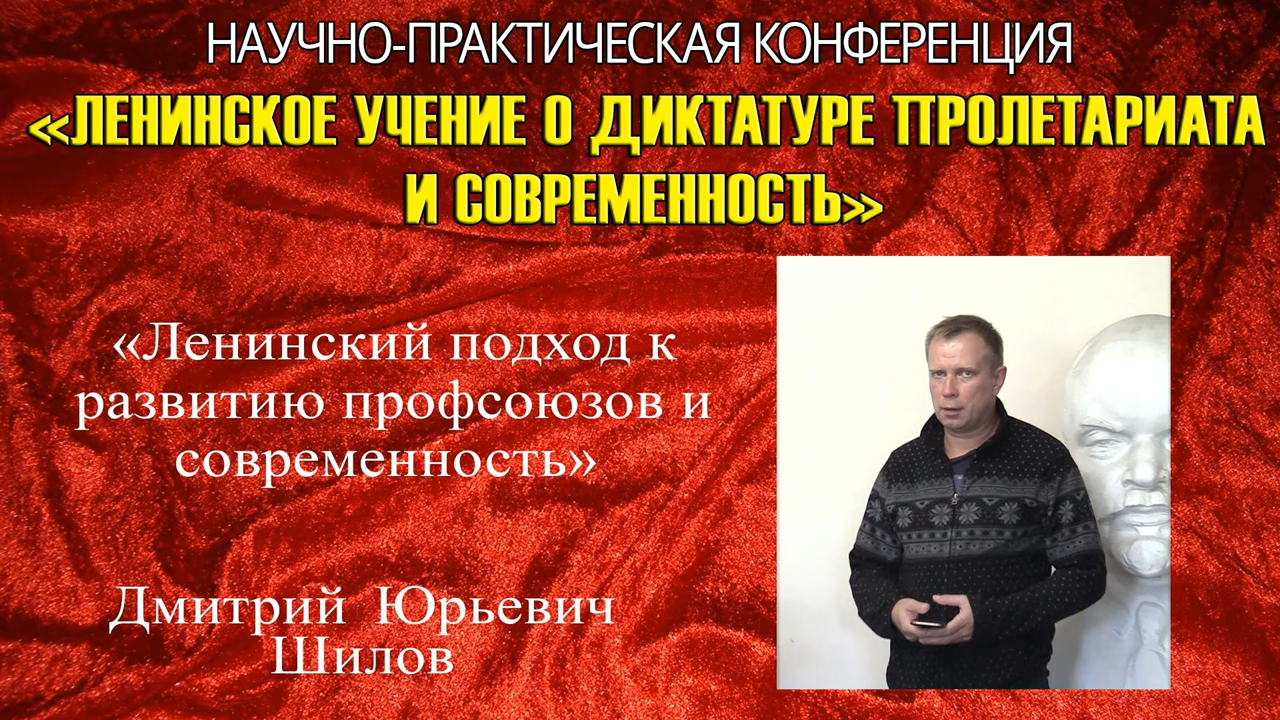 НАУЧНО-ПРАКТИЧЕСКАЯ КОНФЕРЕНЦИЯ
«ЛЕНИНСКОЕ УЧЕНИЕ О ДИКТАТУРЕ ПРОЛЕТАРИАТА
И СОВРЕМЕННОСТЬ»
«Ленинский подход к
развитию профсоюзов и
современность»
Дмитрий Юрьевич
Шилов